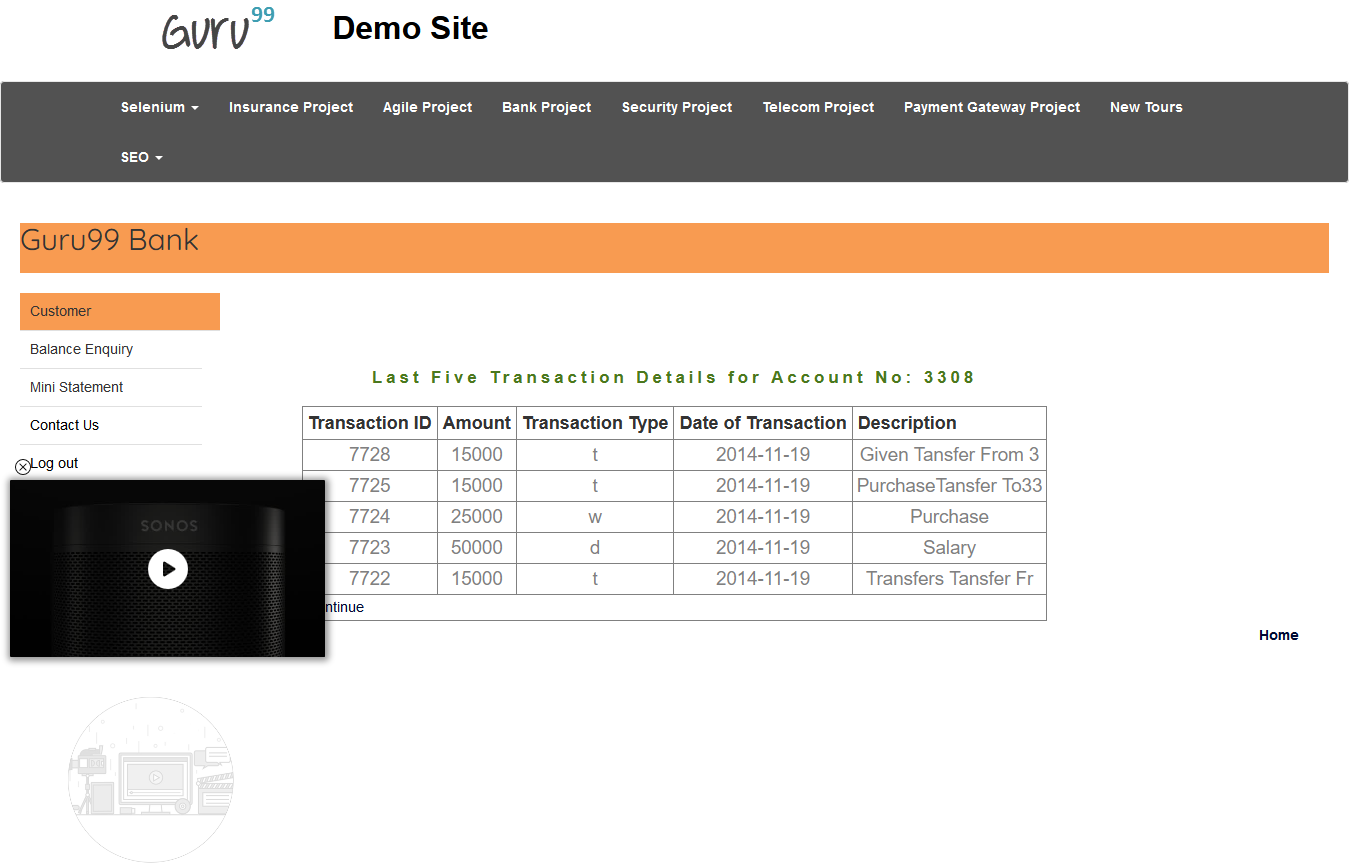 Guru99
Demo Site
Selenium Insurance Project Agile Project Bank Project Security Project Telecom Project Payment Gateway Project New Tours
SEO
Guru99 Bank
Customer
Balance Enquiry
Mini Statement
Contact Us
Log out
Last Five Transaction Details for Account No: 3308
Transaction ID Amount Transaction Type Date of Transaction Description
7728 15000 t 2014-11-19 Given Tansfer From 3
7725 15000 t 2014-11-19 PurchaseTansfer To33
7724 25000 w 2014-11-19 Purchase
7723 50000 d 2014-11-19 Salary
7722 15000 t 2014-11-19 Transfers Tansfer Fr
ntinue
SONOS
Home